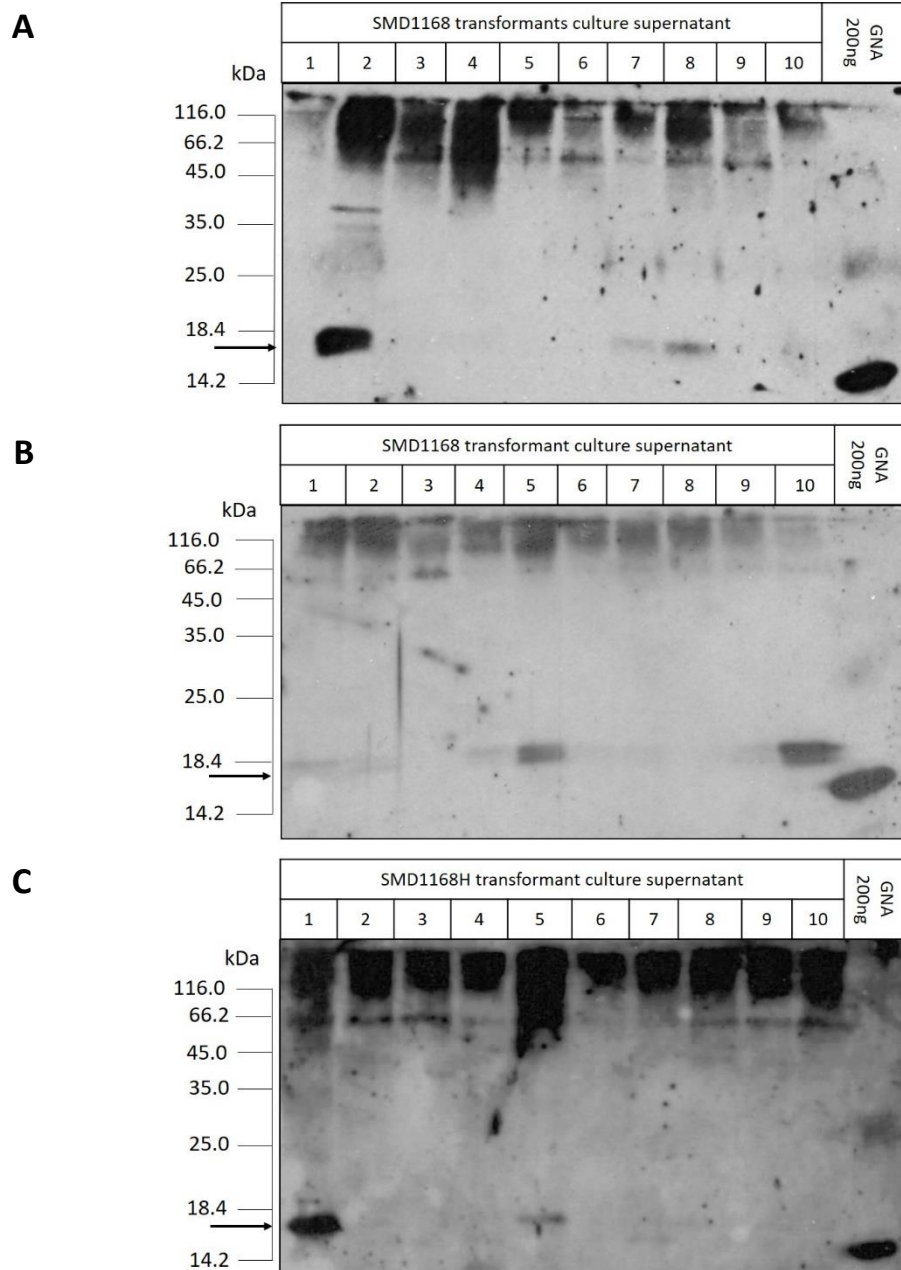 A
SMD1168 transformants culture supernatant
1 2 3 4 5 6 7 8 9 10
GNA
200ng
kDa
116.0
66.2
45.0
35.0
25.0
18.4
14.2
B
SMD1168 transformant culture supernatant
1 2 3 4 5 6 7 8 9 10
GNA
200ng
kDa
116.0
66.2
45.0
35.0
25.0
18.4
14.2
C
SMD1168H transformant culture supernatant
1 2 3 4 5 6 7 8 9 10
GNA
200ng
kDa
116.0
66.2
45.0
35.0
25.0
18.4
14.2